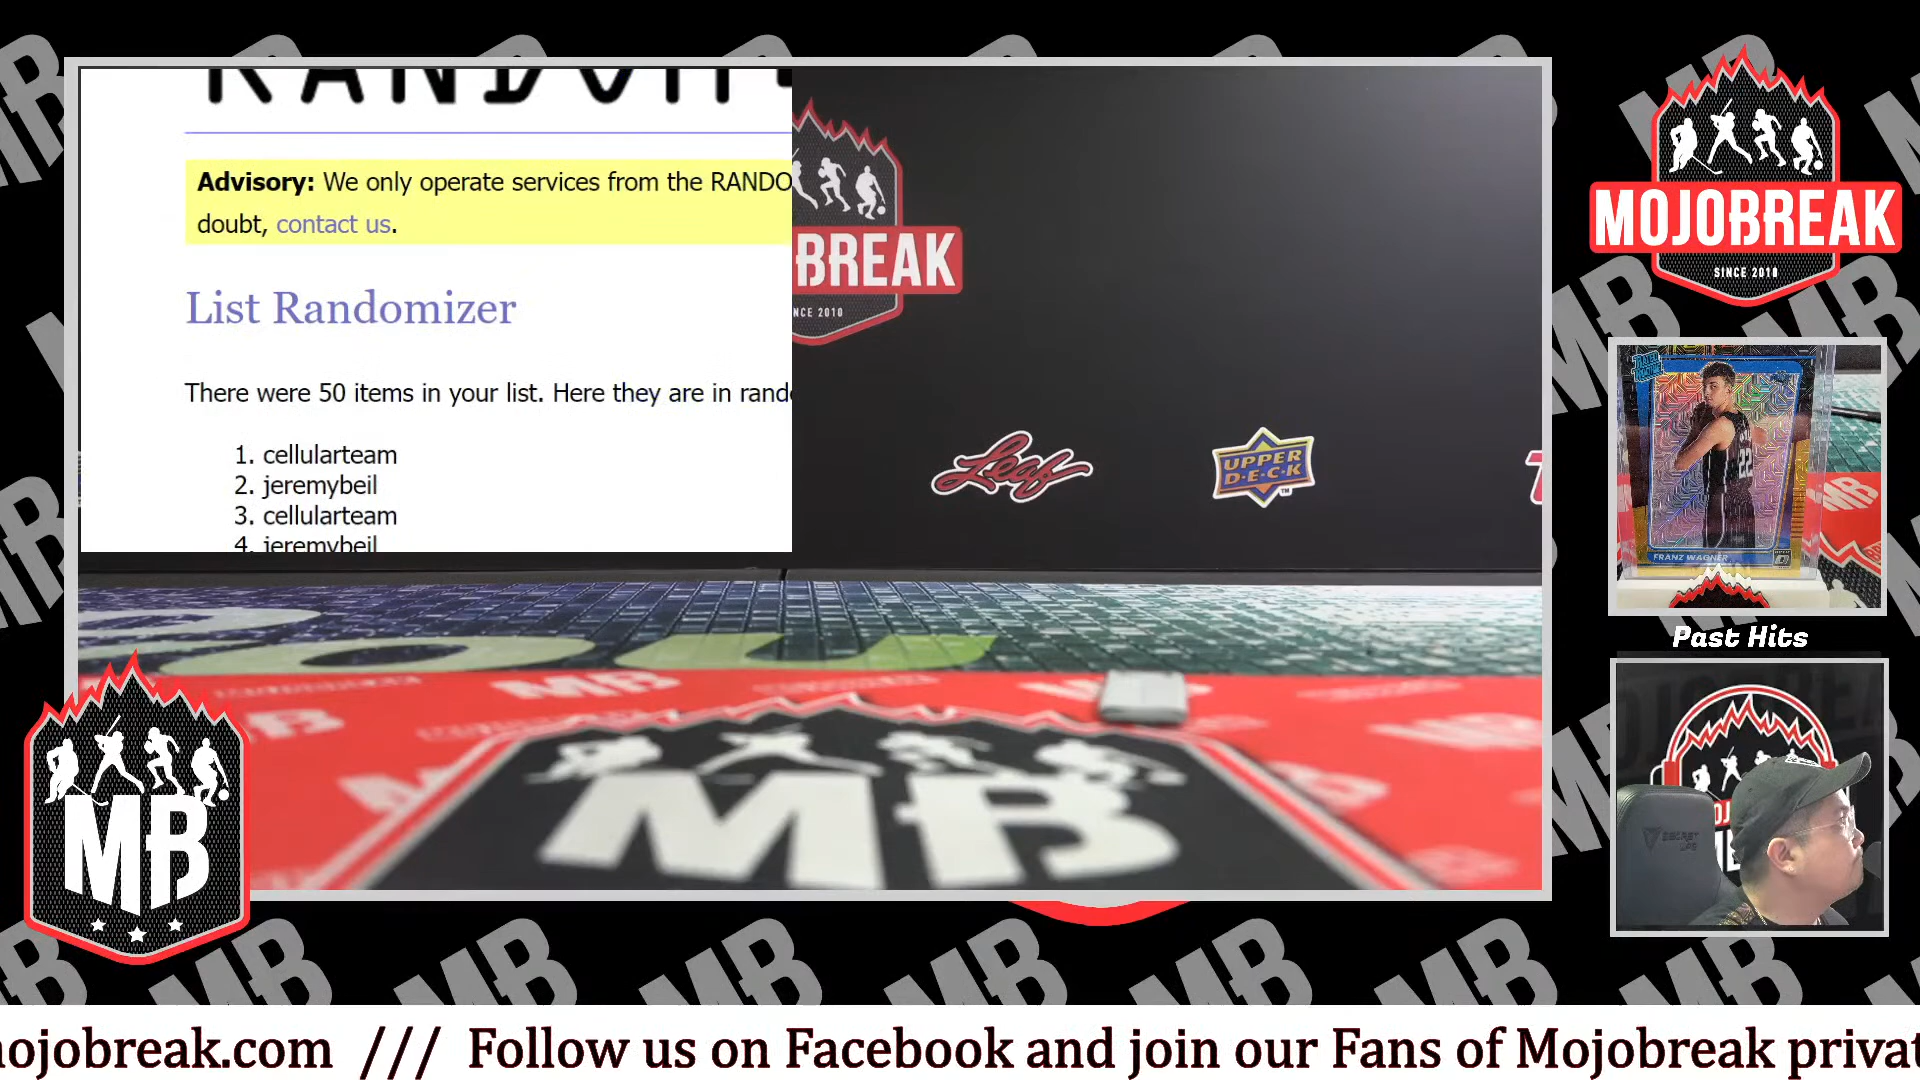 Advisory: We only operate services from the RANDO
doubt, contact us.
List Randomizer
There were 50 items in your list. Here they are in rand
1. cellularteam
2. jeremybeil
3. cellularteam
4. jeremybeil
BREAK
NCE 2010
Leaf
UPPER
D·E·C·K
MB
MB
MOJOBREAK
SINCE 2010
FRANZ WAGNER
Past Hits
MB
mojobreak.com /// Follow us on Facebook and join our Fans of Mojobreak privat